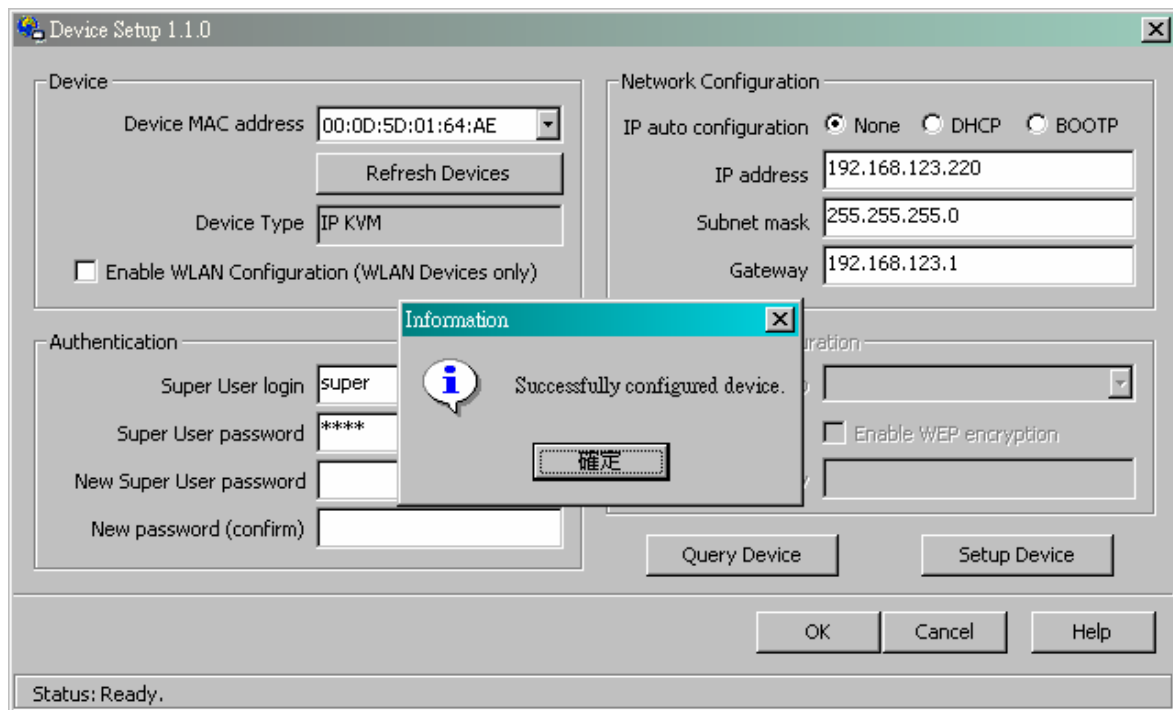 Device Setup 1.1.0
Device
Device MAC address 00:0D:5D:01:64:AE
Refresh Devices
Device Type IP KVM
Enable WLAN Configuration (WLAN Devices only)
Network Configuration
IP auto configuration None DHCP BOOTP
IP address 192.168.123.220
Subnet mask 255.255.255.0
Gateway 192.168.123.1
Authentication
Super User login super
Super User password ****
New Super User password
New password (confirm)
Information
Successfully configured device.
確定
Enable WEP encryption
Query Device Setup Device
OK Cancel Help
Status: Ready.